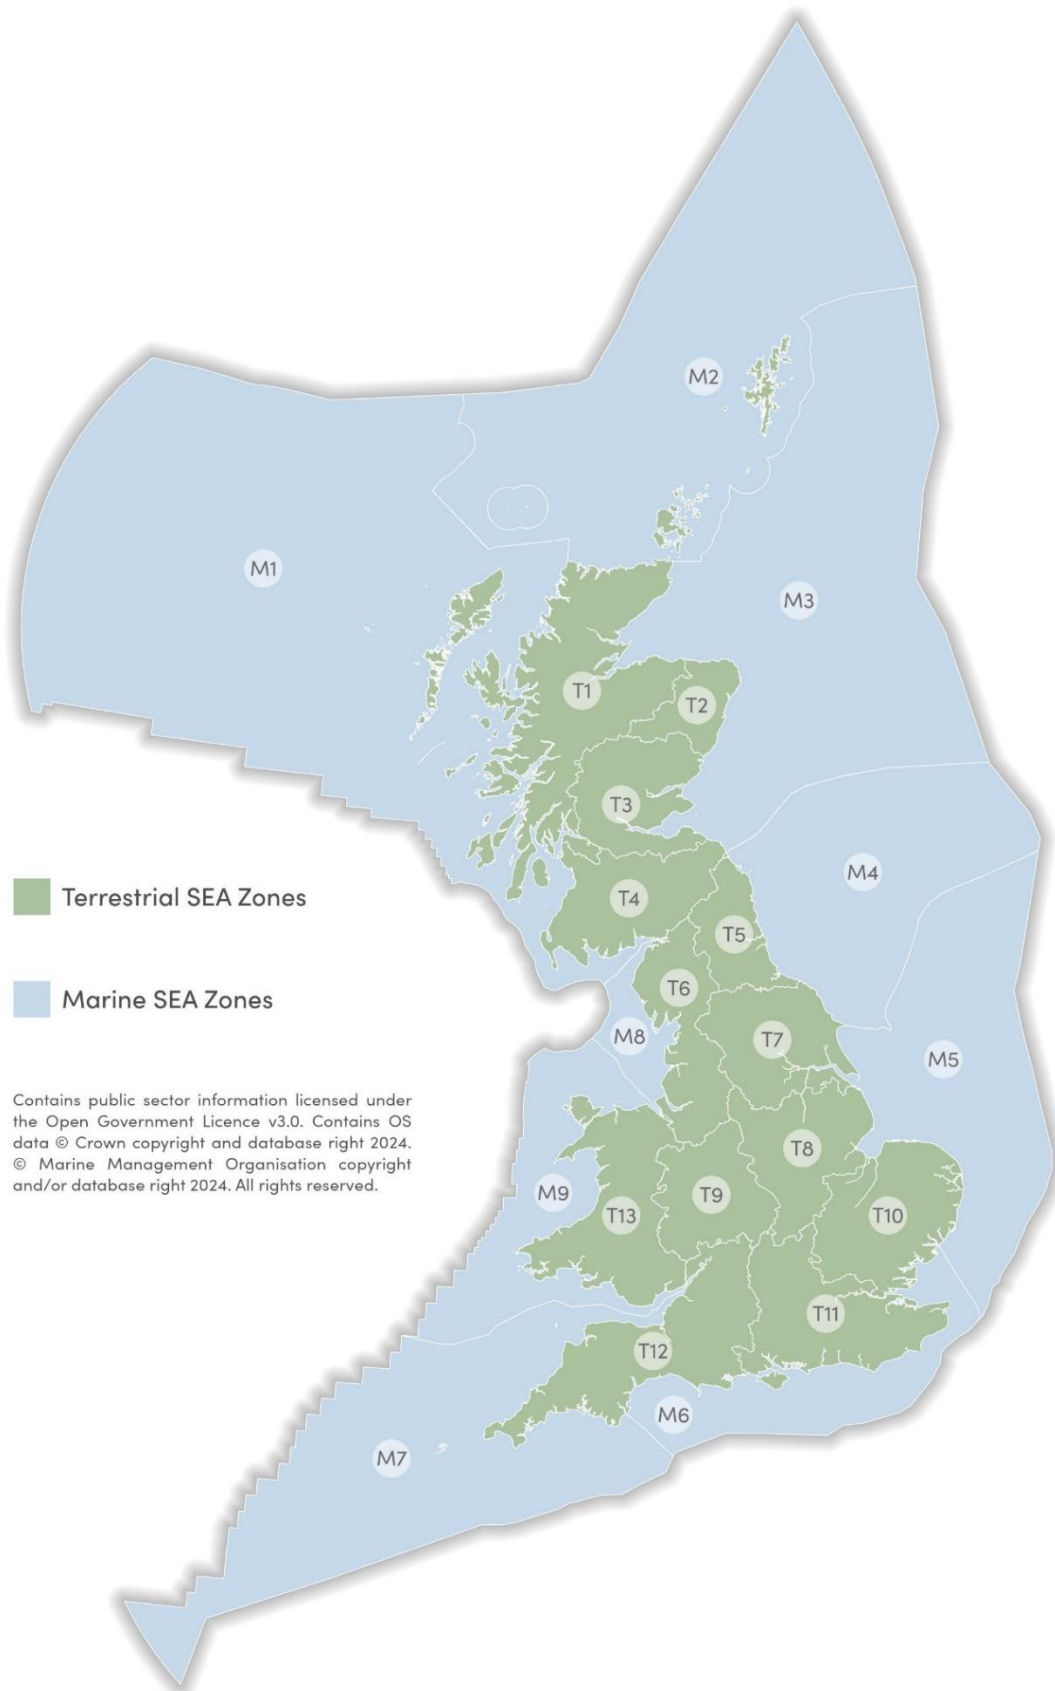 M2
M1
M3
T1
T2
T3
M4
Terrestrial SEA Zones
T4
T5
T6
Marine SEA Zones
M8
T7
M5
Contains public sector information licensed under
the Open Government Licence v3.0. Contains OS
data © Crown copyright and database right 2024.
© Marine Management Organisation copyright
and/or database right 2024. All rights reserved.
T8
M9
T9
T13
T10
T11
T12
M6
M7